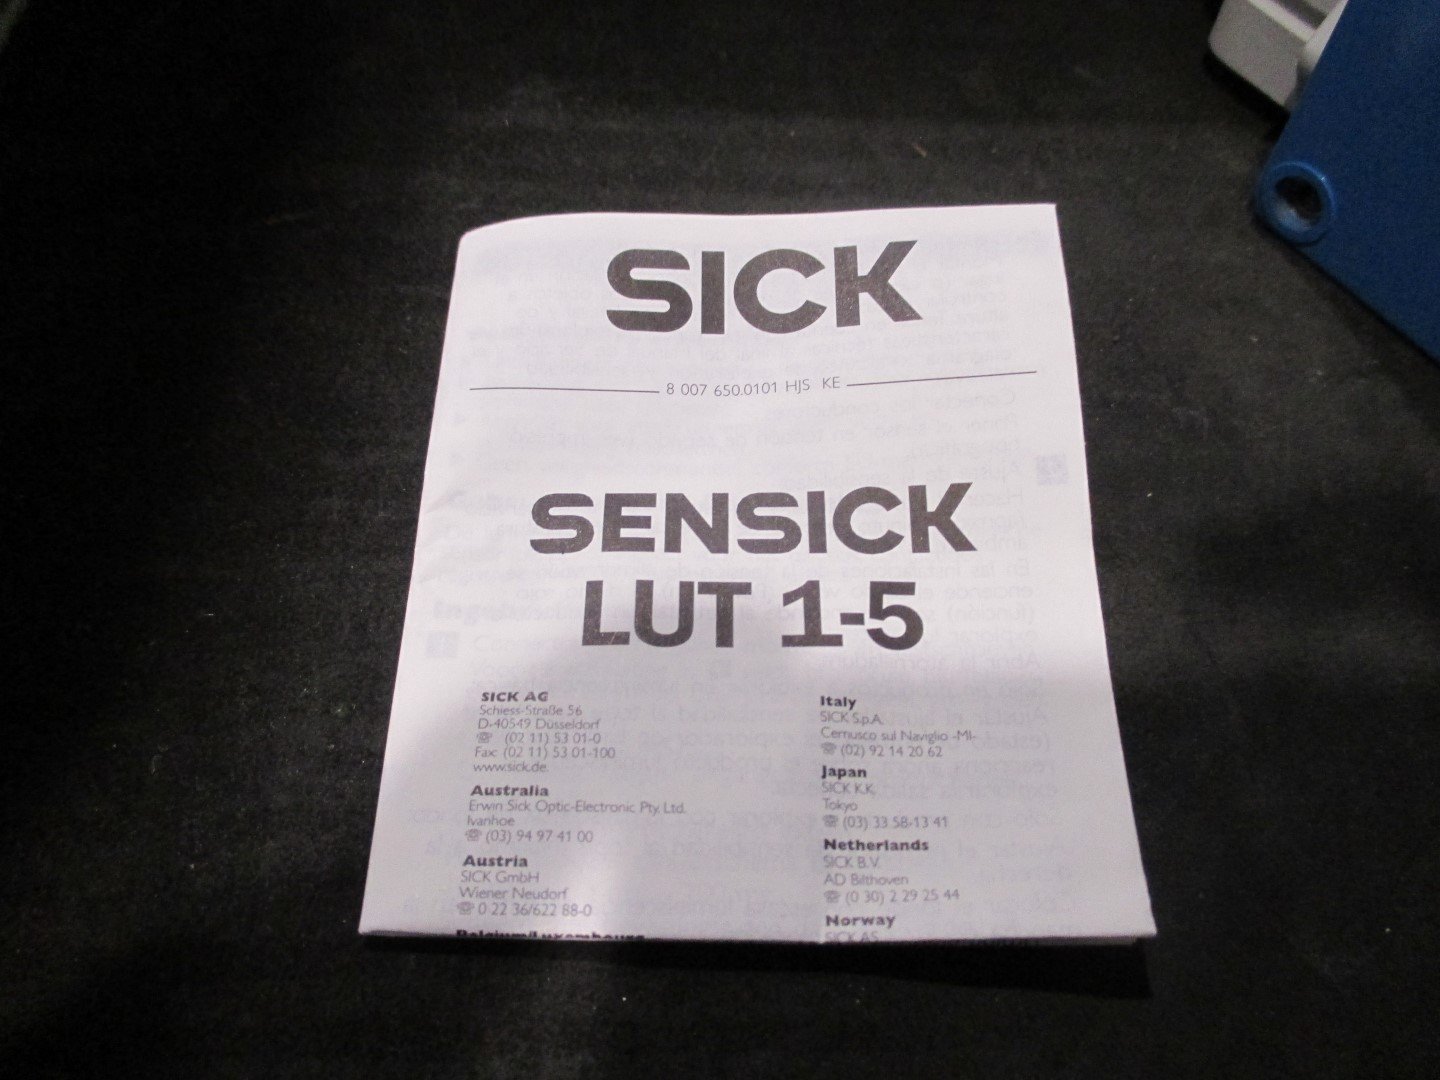 SICK
8 007 650.0101 HJS KE
SENSICK
LUT 1-5
SICK AG
Schiess-Straße 56
D-40549 Düsseldorf
☎ (02 11) 53 01-0
Fax (02 11) 53 01-100
www.sick.de.
Australia
Erwin Sick Optic-Electronic Pty. Ltd.
Ivanhoe
☎ (03) 94 97 41 00
Austria
SICK GmbH
Wiener Neudorf
☎ 0 22 36/622 88-0
Belgium/Luxembourg
Italy
SICK S.p.A.
Cernusco sul Naviglio -MI-
☎ (02) 92 14 20 62
Japan
SICK K.K.
Tokyo
☎ (03) 33 58-13 41
Netherlands
SICK B.V.
AD Bilthoven
☎ (0 30) 2 29 25 44
Norway
SICK AS